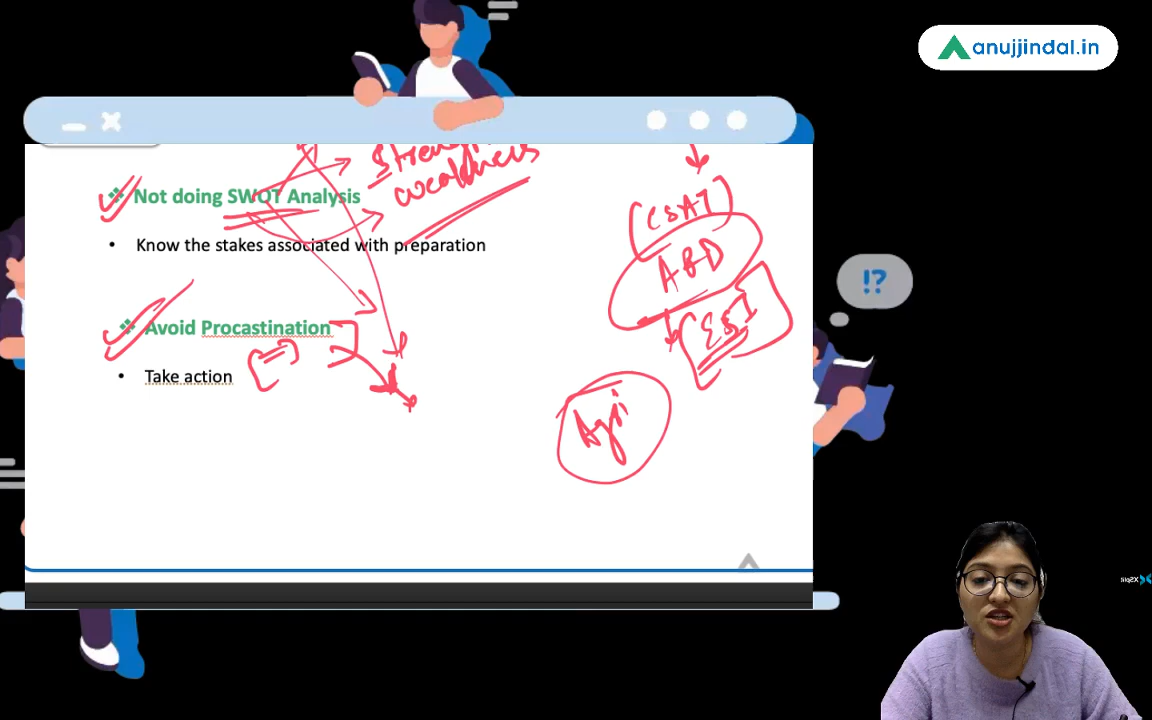 anujjindal.in
Strength
weakness
❖ Not doing SWOT Analysis
• Know the stakes associated with preparation
(CSAT)
ABD
ESI
❖ Avoid Procastination
• Take action
Agri
!?